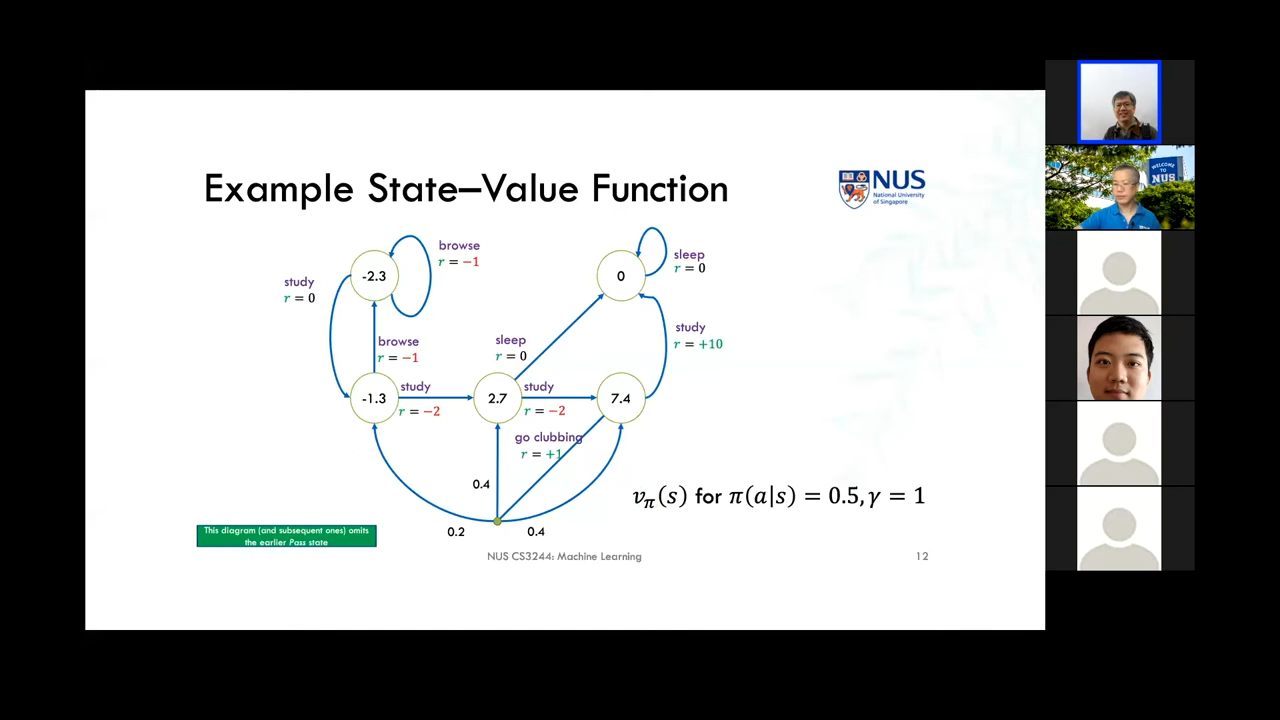 Example State–Value Function
NUS
National University
of Singapore
browse
r = −1
-2.3
study
r = 0
0
sleep
r = 0
browse
r = −1
sleep
r = 0
study
r = +10
-1.3
study
r = −2
2.7
study
r = −2
7.4
go clubbing
r = +1
0.4
0.2
0.4
vπ(s) for π(a|s) = 0.5, γ = 1
This diagram (and subsequent ones) omits
the earlier Pass state
NUS CS3244: Machine Learning
12
WELCOME
TO
NUS